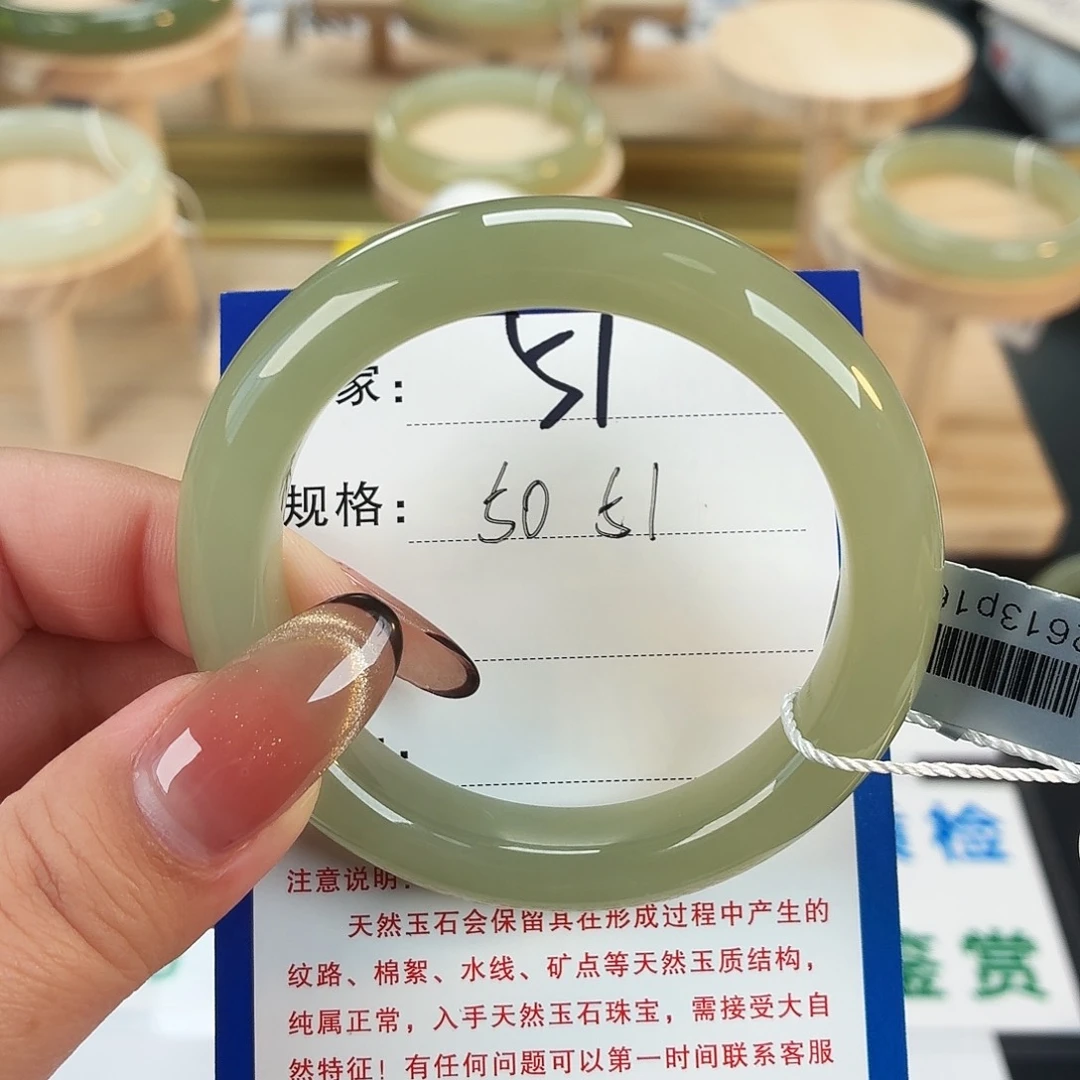 家：51
规格：50 51
注意说明：
天然玉石会保留其在形成过程中产生的
纹路、棉絮、水线、矿点等天然玉质结构，
纯属正常，入手天然玉石珠宝，需接受大自
然特征！有任何问题可以第一时间联系客服
2613p16
检
鉴赏